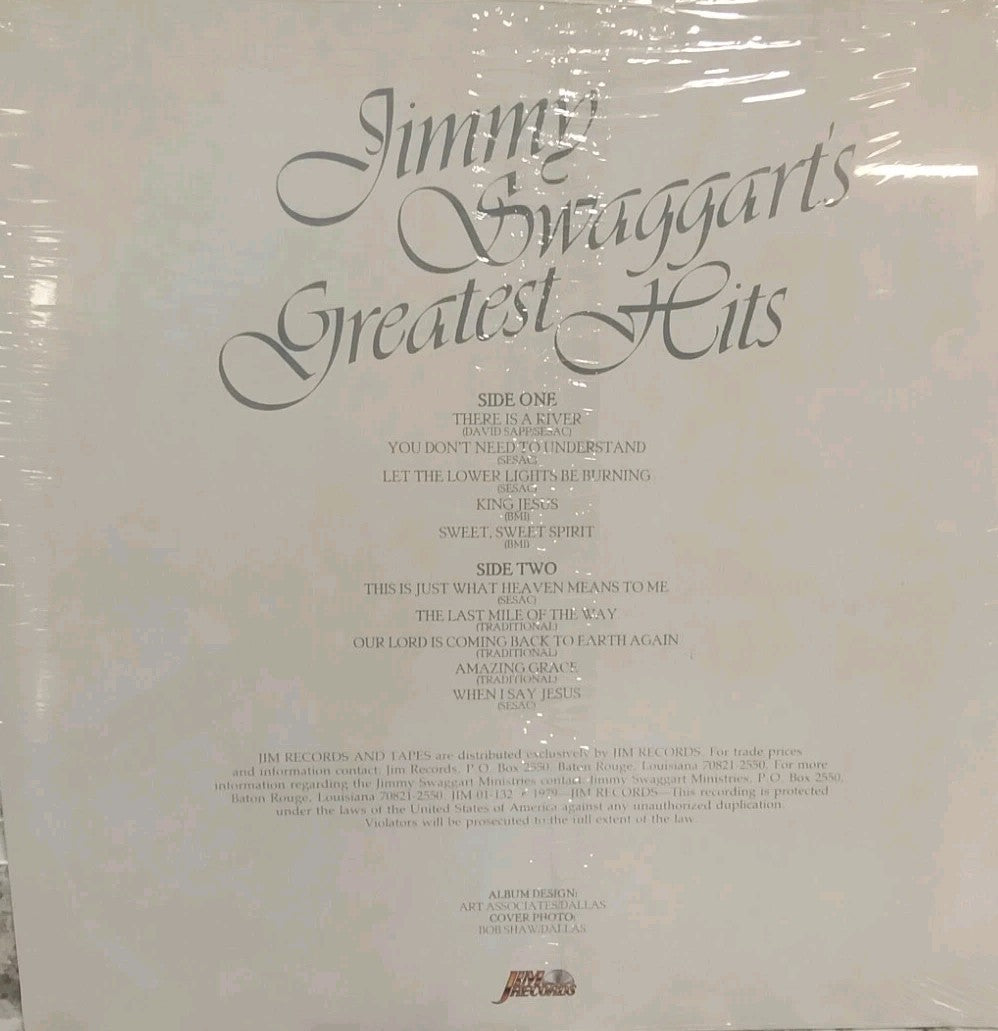 Jimmy
Swaggart's
Greatest Hits
SIDE ONE
THERE IS A RIVER
(DAVID SAPP/SESAC)
YOU DON'T NEED TO UNDERSTAND
(SESAC)
LET THE LOWER LIGHTS BE BURNING
(SESAC)
KING JESUS
(BMI)
SWEET, SWEET SPIRIT
(BMI)
SIDE TWO
THIS IS JUST WHAT HEAVEN MEANS TO ME
(SESAC)
THE LAST MILE OF THE WAY
(TRADITIONAL)
OUR LORD IS COMING BACK TO EARTH AGAIN
(TRADITIONAL)
AMAZING GRACE
(TRADITIONAL)
WHEN I SAY JESUS
(SESAC)
JIM RECORDS AND TAPES are distributed exclusively by JIM RECORDS. For trade prices
and information contact: Jim Records, P.O. Box 2550, Baton Rouge, Louisiana 70821-2550. For more
information regarding the Jimmy Swaggart Ministries contact: Jimmy Swaggart Ministries, P.O. Box 2550,
Baton Rouge, Louisiana 70821-2550. JIM 01-132 1979—JIM RECORDS—This recording is protected
under the laws of the United States of America against any unauthorized duplication.
Violators will be prosecuted to the full extent of the law.
ALBUM DESIGN:
ART ASSOCIATES/DALLAS
COVER PHOTO:
BOB SHAW/DALLAS
JIM
RECORDS